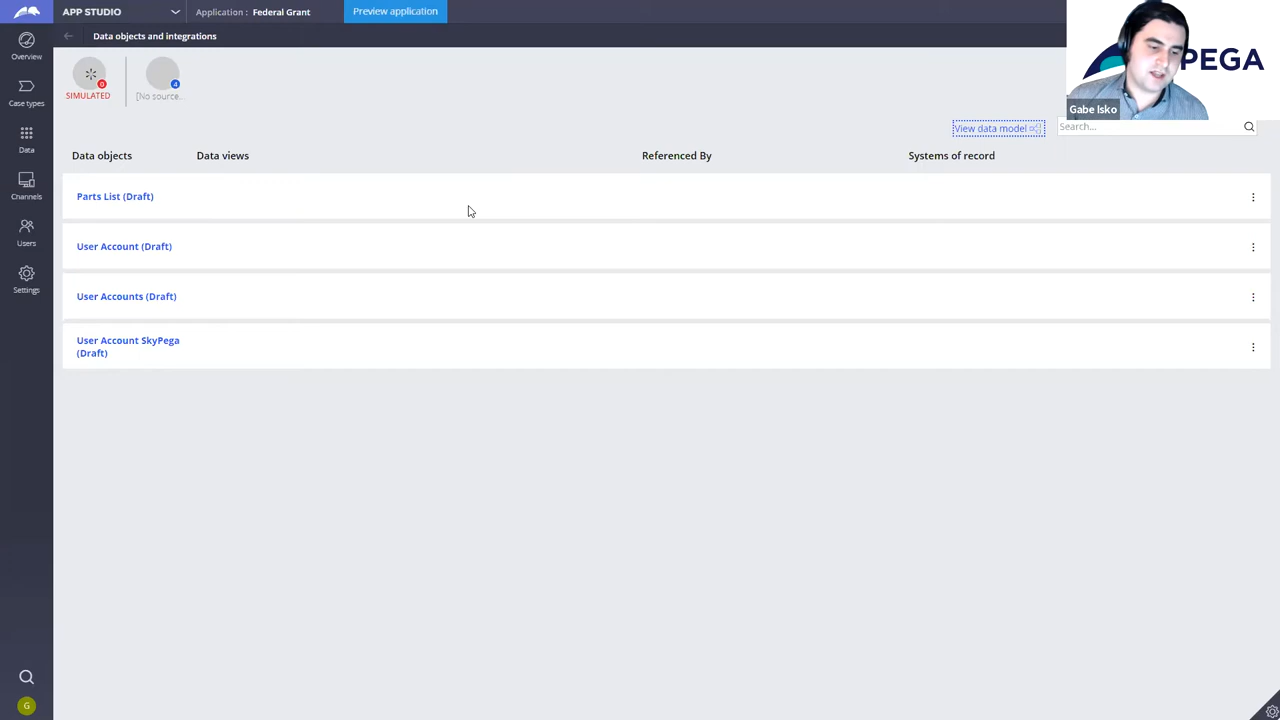 APP STUDIO
Application : Federal Grant
Preview application
Data objects and integrations
Overview
Case types
Data
Channels
Users
Settings
6
SIMULATED
4
[No source...
PEGA
Gabe Isko
View data model
Search...
Data objects
Data views
Referenced By
Systems of record
Parts List (Draft)
User Account (Draft)
User Accounts (Draft)
User Account SkyPega
(Draft)
G